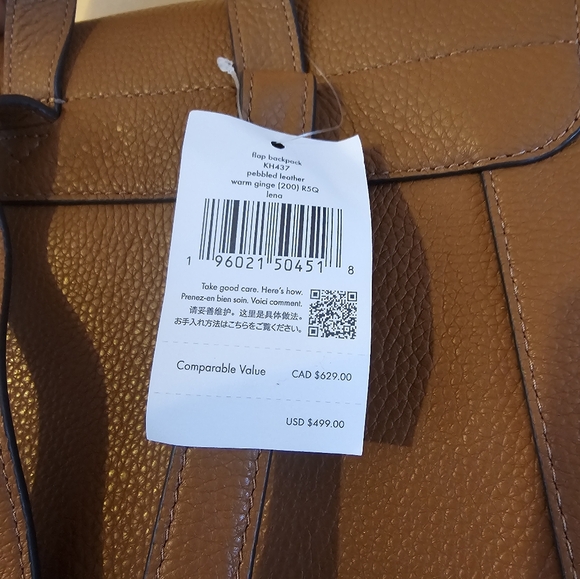 flap backpack
KH437
pebbled leather
warm ginge (200) R5Q
lena
1 96021 50451 8
Take good care. Here's how.
Prenez-en bien soin. Voici comment.
请妥善维护。这里是具体做法。
お手入れ方法はこちらをご覧ください。
Comparable Value CAD $629.00
USD $499.00